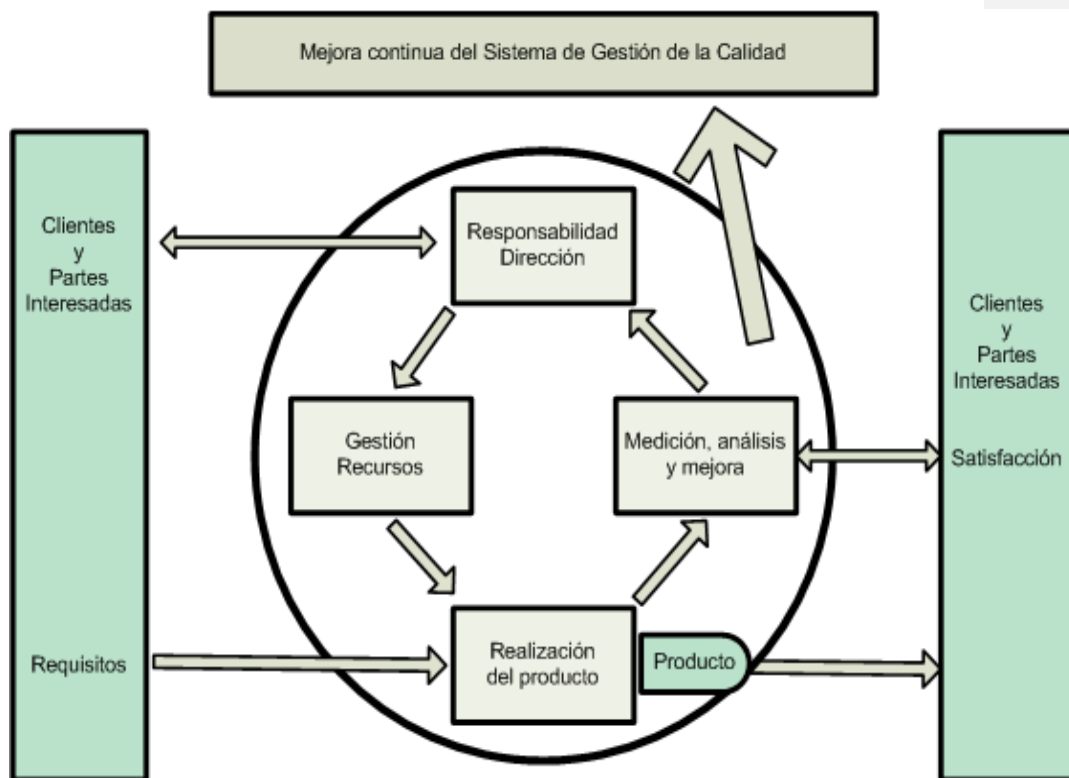 Mejora continua del Sistema de Gestión de la Calidad
Clientes
y
Partes
Interesadas
Requisitos
Responsabilidad
Dirección
Gestión
Recursos
Medición, análisis
y mejora
Realización
del producto
Producto
Clientes
y
Partes
Interesadas
Satisfacción